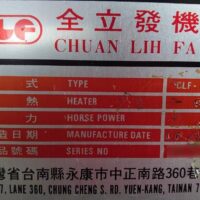 CLF 全立發機
CHUAN LIH FA
式 TYPE CLF-
熱 HEATER
力 HORSE POWER
造日期 MANUFACTURE DATE
品號碼 SERIES NO
灣省台南縣永康市中正南路360巷
7, LANE 360, CHUNG CHENG S. RD. YUEN-KANG, TAINAN